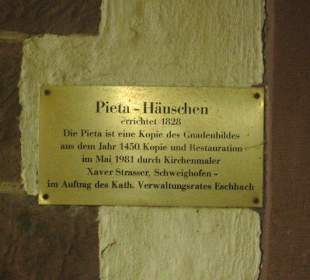 Pieta - Häuschen
errichtet 1828
Die Pieta ist eine Kopie des Gnadenbildes
aus dem Jahr 1450 Kopie und Restauration
im Mai 1981 durch Kirchenmaler
Xaver Strasser, Schweighofen -
im Auftrag des Kath. Verwaltungsrates Eschbach